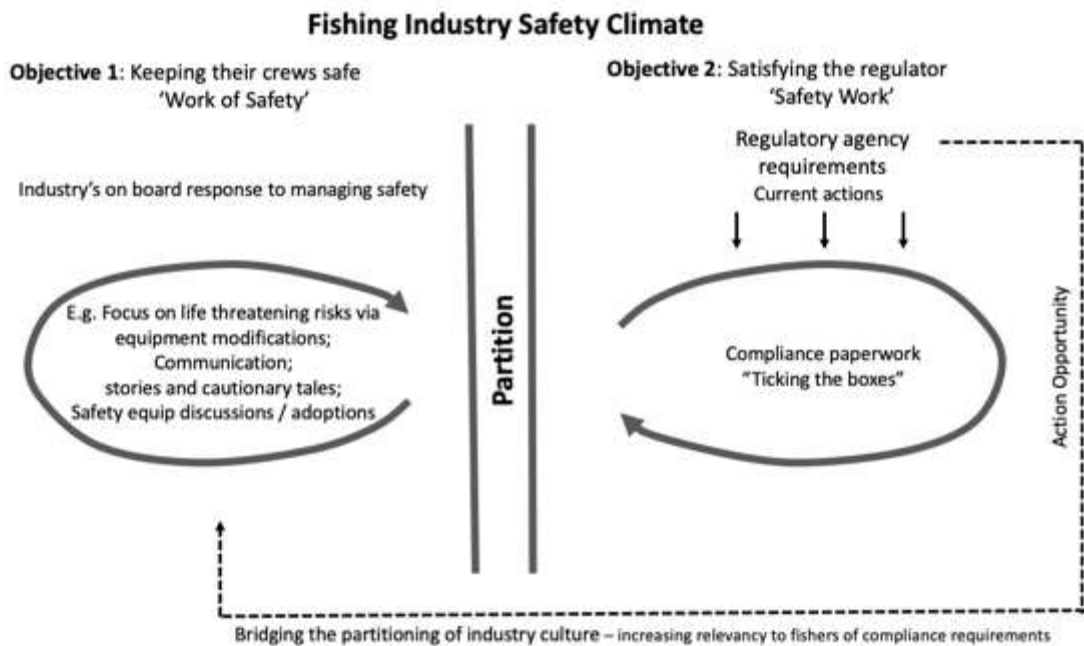 Fishing Industry Safety Climate
Objective 1: Keeping their crews safe
'Work of Safety'
Industry's on board response to managing safety
E.g. Focus on life threatening risks via
equipment modifications;
Communication;
stories and cautionary tales;
Safety equip discussions / adoptions
Partition
Objective 2: Satisfying the regulator
'Safety Work'
Regulatory agency
requirements
Current actions
Compliance paperwork
"Ticking the boxes"
Action Opportunity
Bridging the partitioning of industry culture – increasing relevancy to fishers of compliance requirements